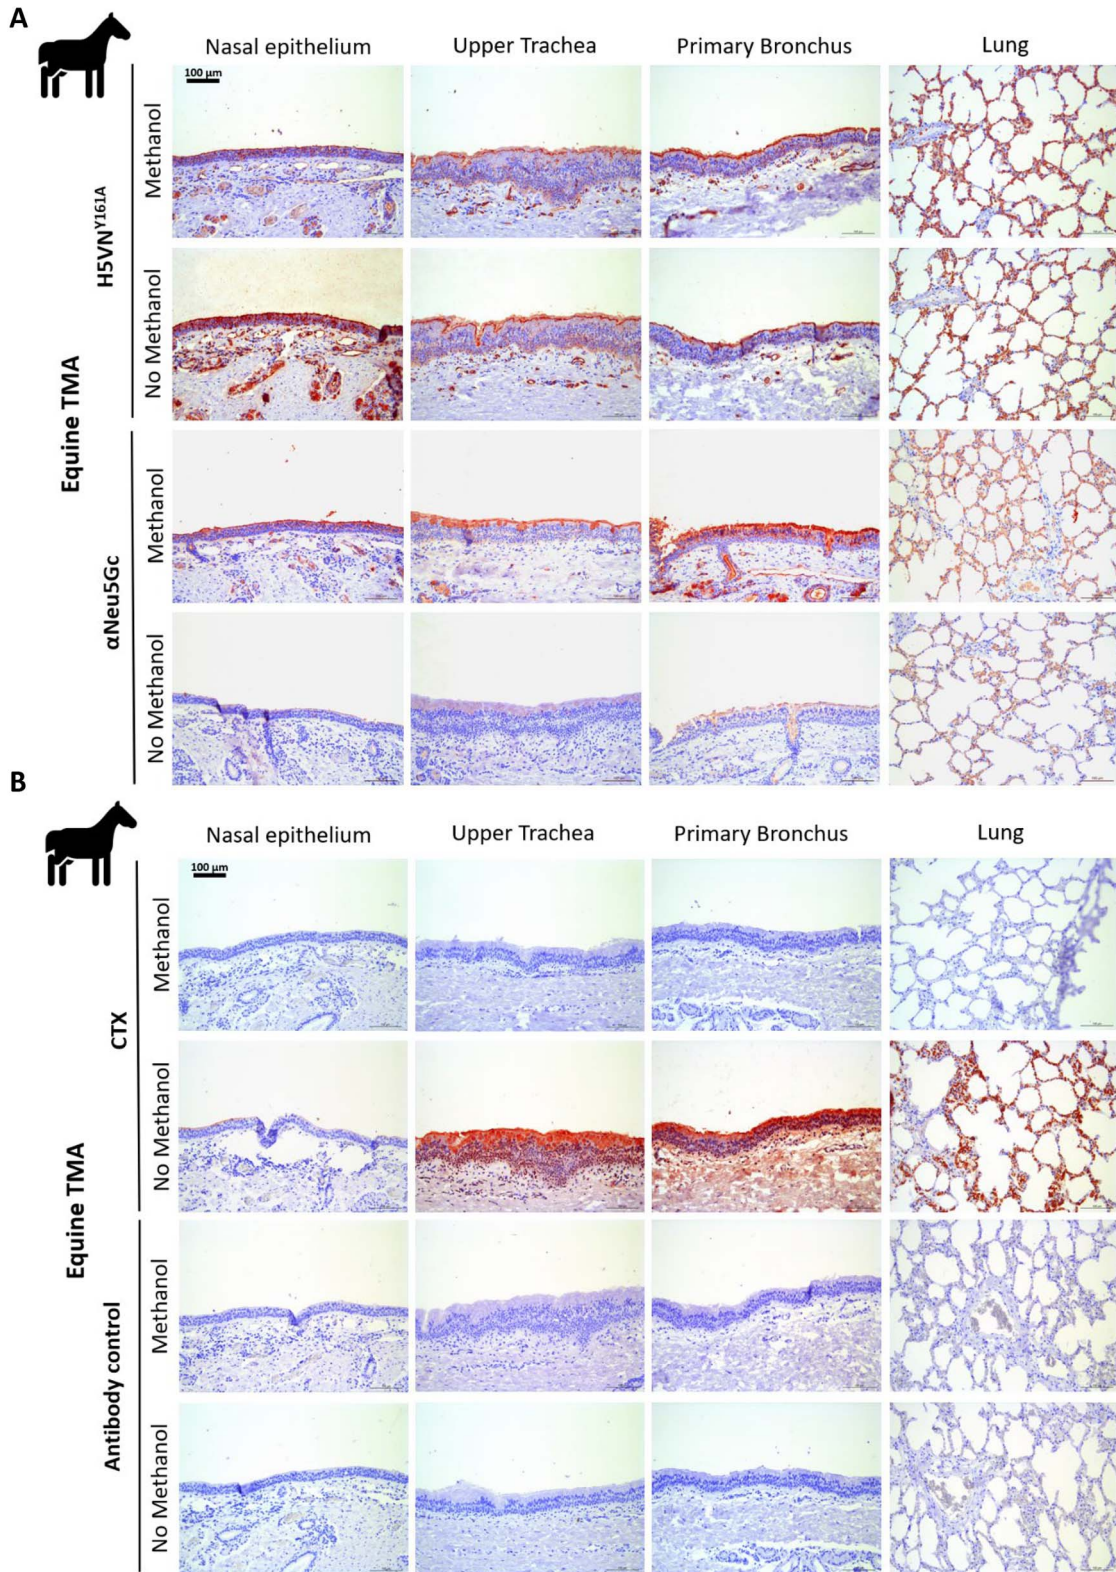 A
Nasal epithelium Upper Trachea Primary Bronchus Lung
100 µm
Equine TMA
H5VN^Y161A
Methanol
No Methanol
αNeu5Gc
Methanol
No Methanol
B
Nasal epithelium Upper Trachea Primary Bronchus Lung
100 µm
Equine TMA
CTX
Methanol
No Methanol
Antibody control
Methanol
No Methanol